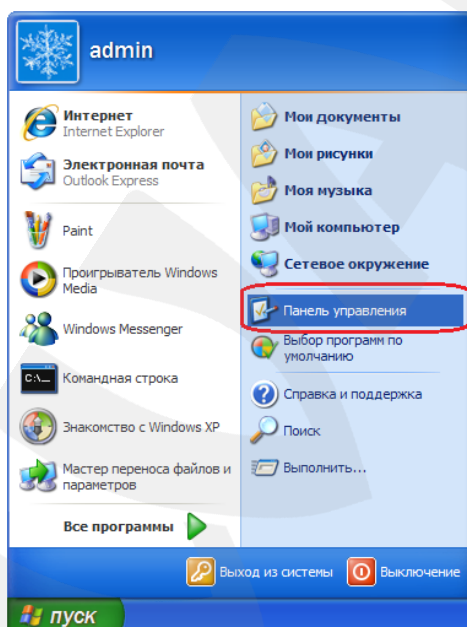 admin
Интернет
Internet Explorer
Электронная почта
Outlook Express
Paint
Проигрыватель Windows
Media
Windows Messenger
C:\_
Командная строка
Знакомство с Windows XP
Мастер переноса файлов и
параметров
Все программы
Мои документы
Мои рисунки
Моя музыка
Мой компьютер
Сетевое окружение
Панель управления
Выбор программ по
умолчанию
Справка и поддержка
Поиск
Выполнить...
Выход из системы
Выключение
пуск